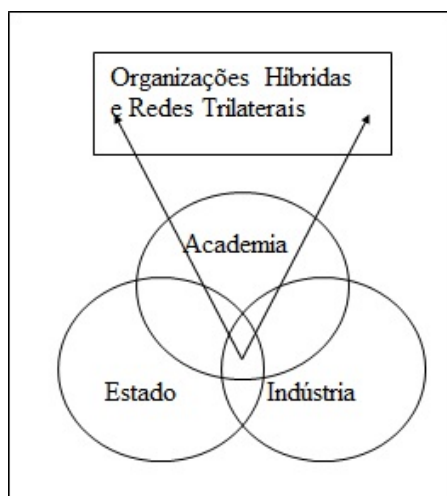 Organizações Híbridas
e Redes Trilaterais
Academia
Estado
Indústria